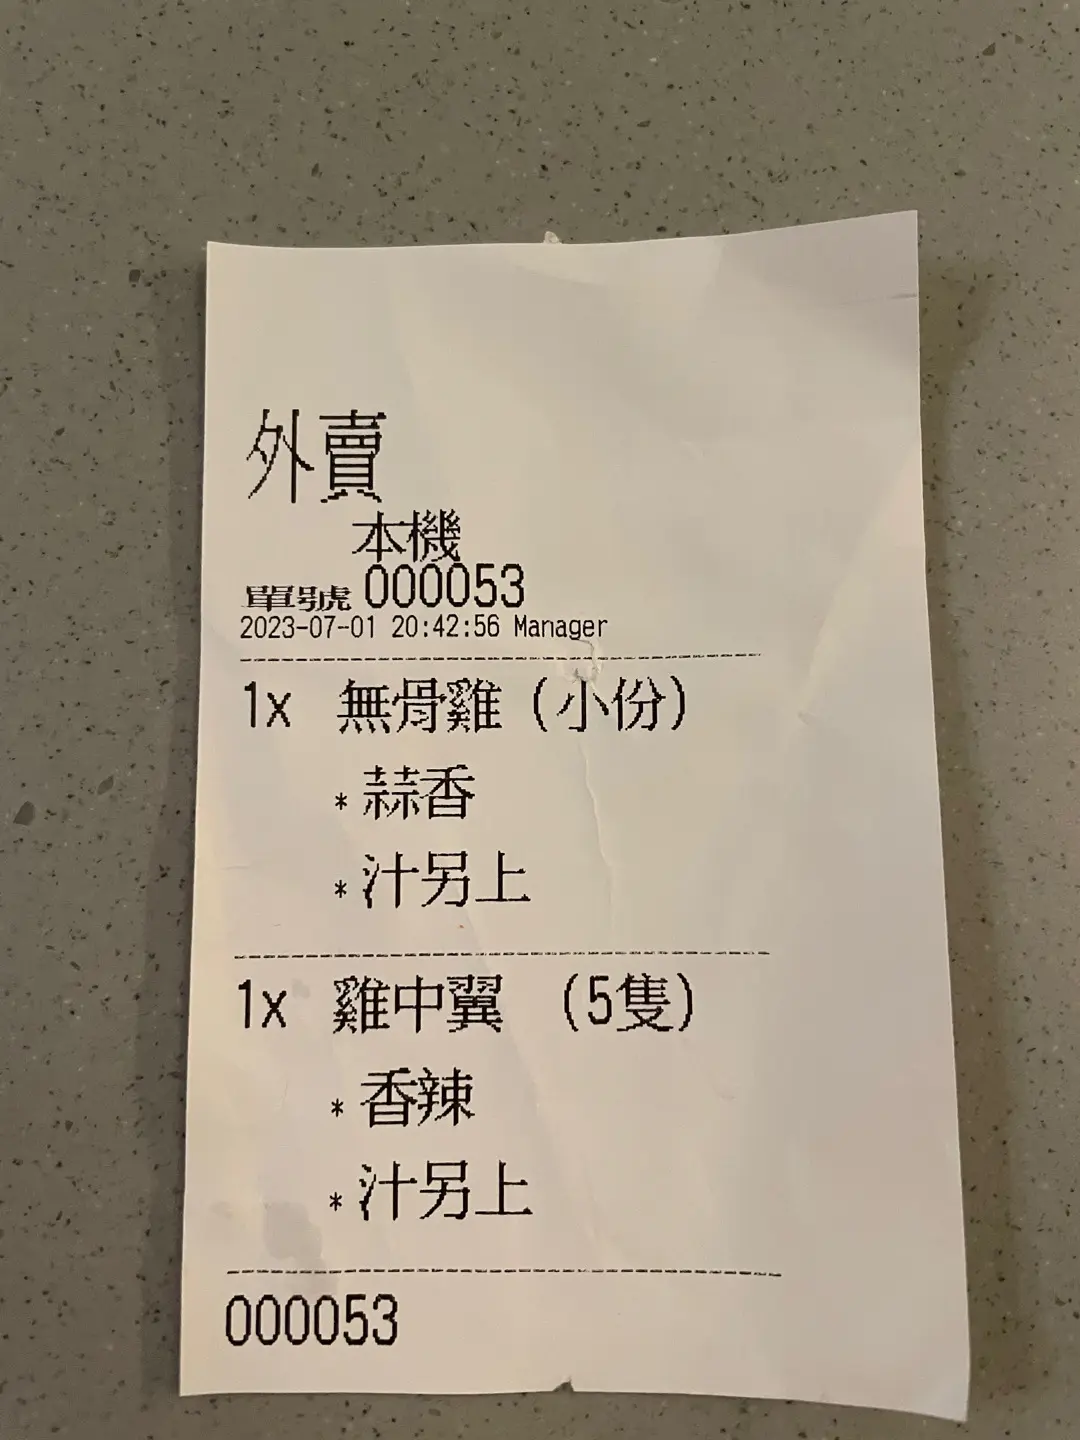 外賣
本機
單號 000053
2023-07-01 20:42:56 Manager
1x 無骨雞 (小份)
* 蒜香
* 汁另上
1x 雞中翼 (5隻)
* 香辣
* 汁另上
000053